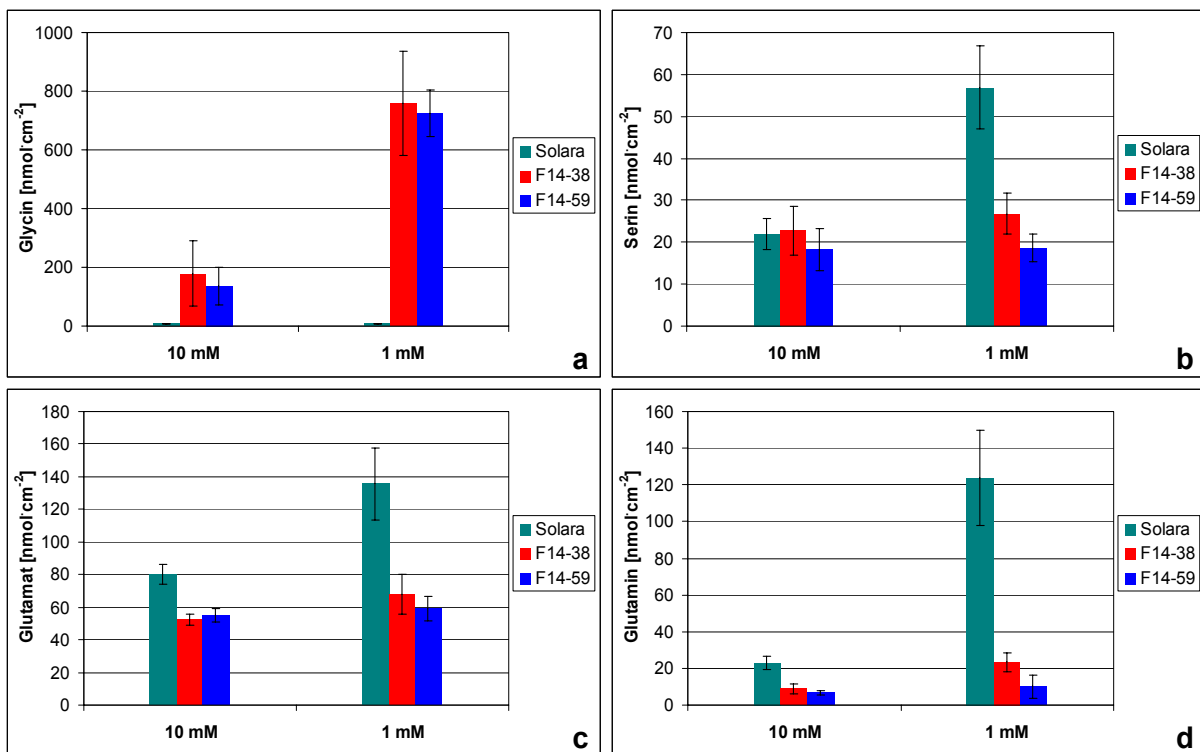 1000
800
600
400
200
0
Glycin [nmol·cm-2]
10 mM
1 mM
Solara
F14-38
F14-59
a
70
60
50
40
30
20
10
0
Serin [nmol·cm-2]
10 mM
1 mM
Solara
F14-38
F14-59
b
180
160
140
120
100
80
60
40
20
0
Glutamat [nmol·cm-2]
10 mM
1 mM
Solara
F14-38
F14-59
c
160
140
120
100
80
60
40
20
0
Glutamin [nmol·cm-2]
10 mM
1 mM
Solara
F14-38
F14-59
d